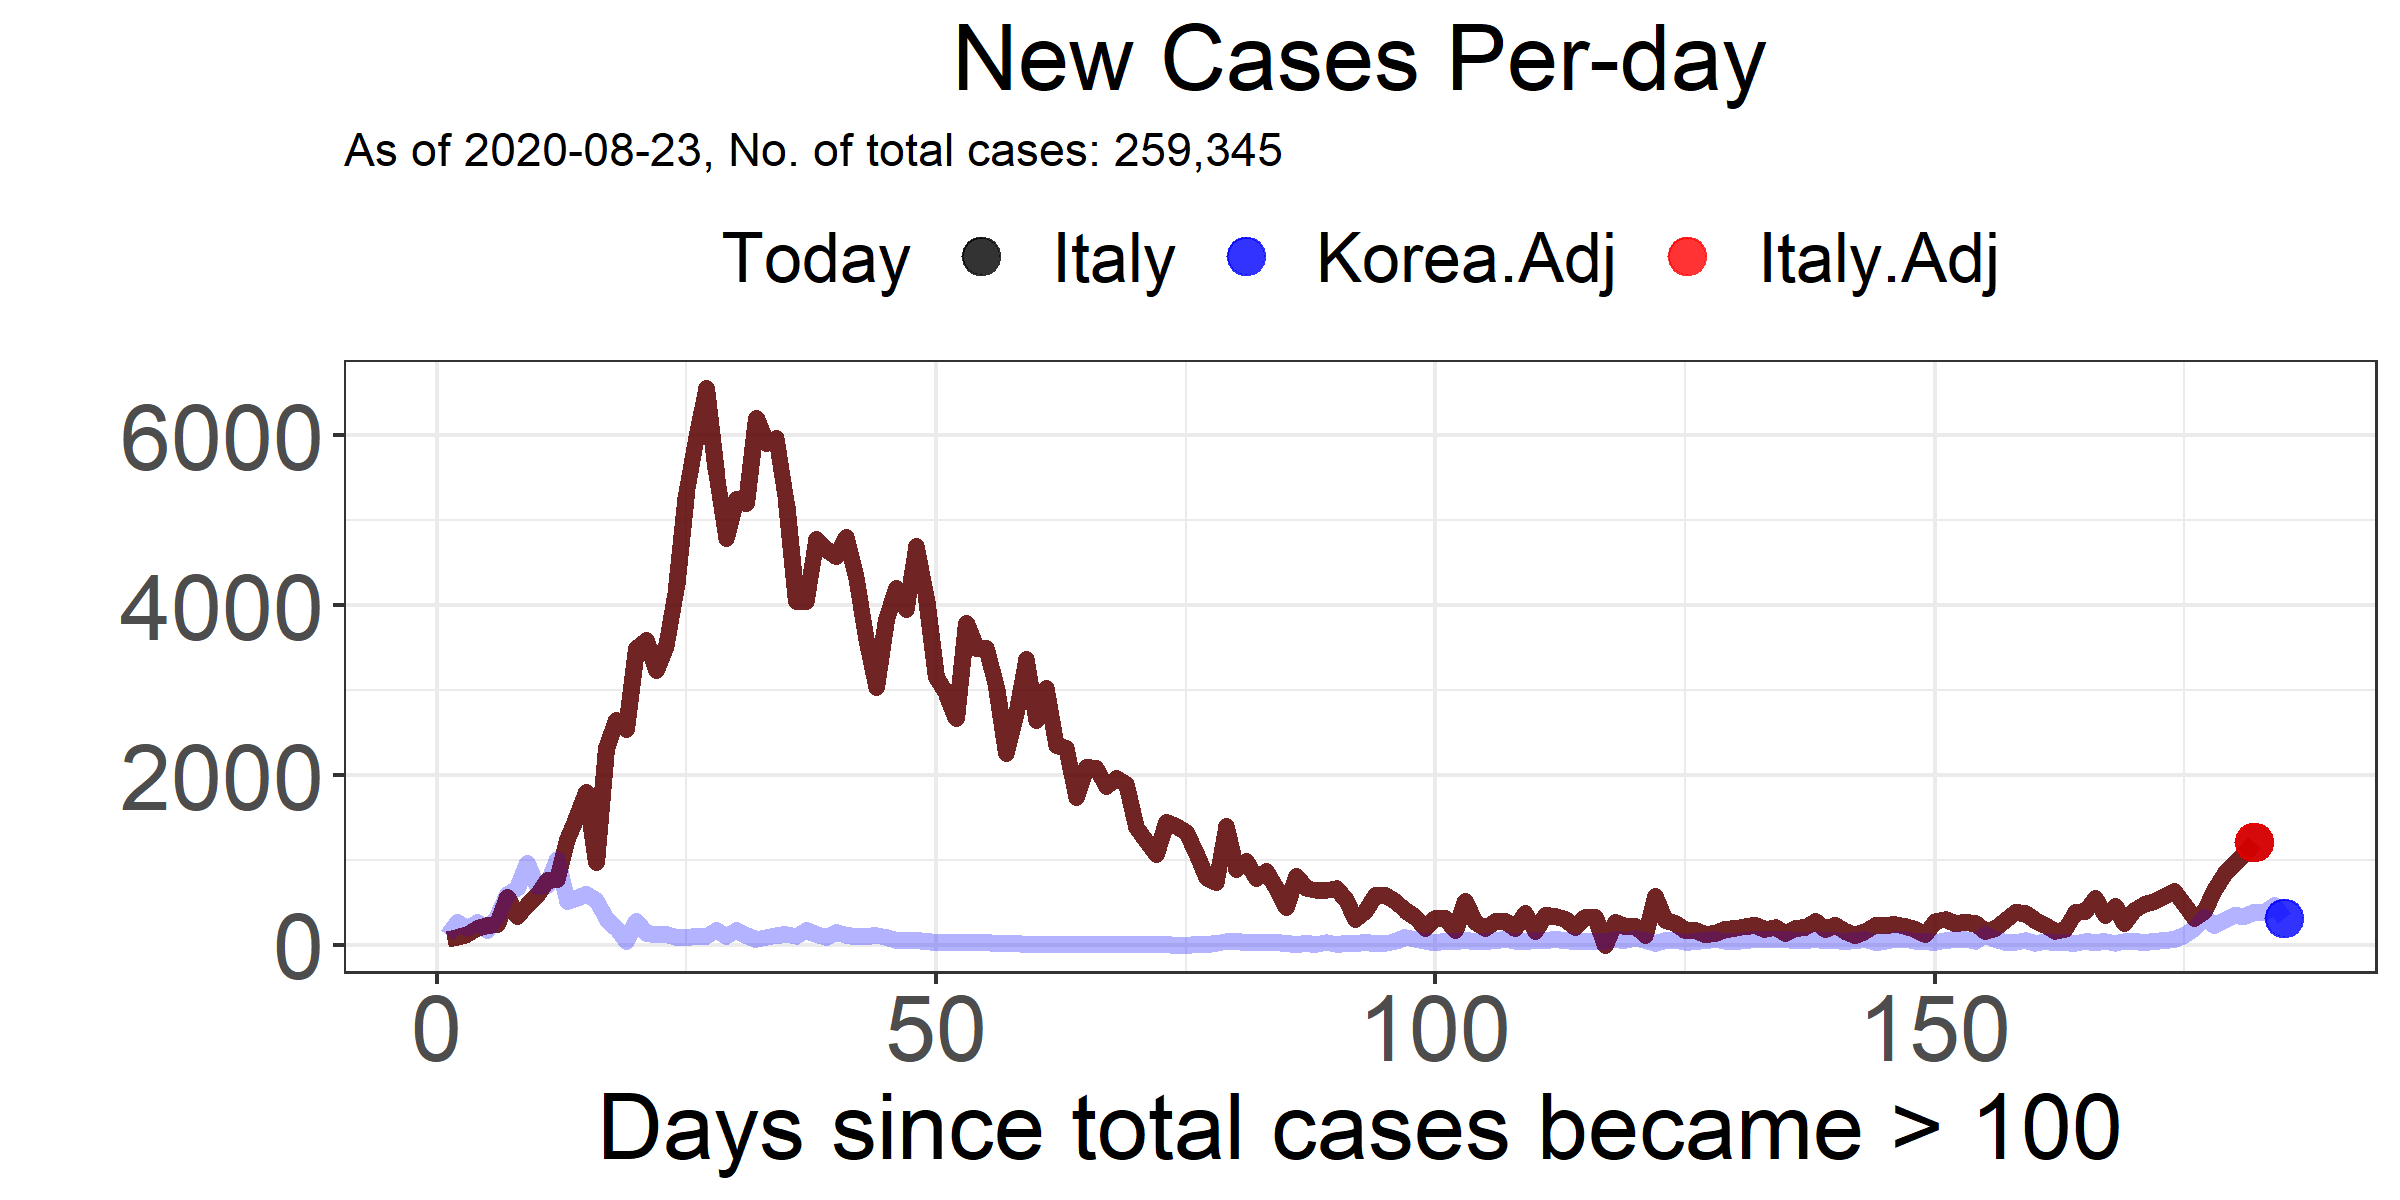 New Cases Per-day
As of 2020-08-23, No. of total cases: 259,345
Today Italy Korea.Adj Italy.Adj
6000
4000
2000
0
0 50 100 150
Days since total cases became > 100